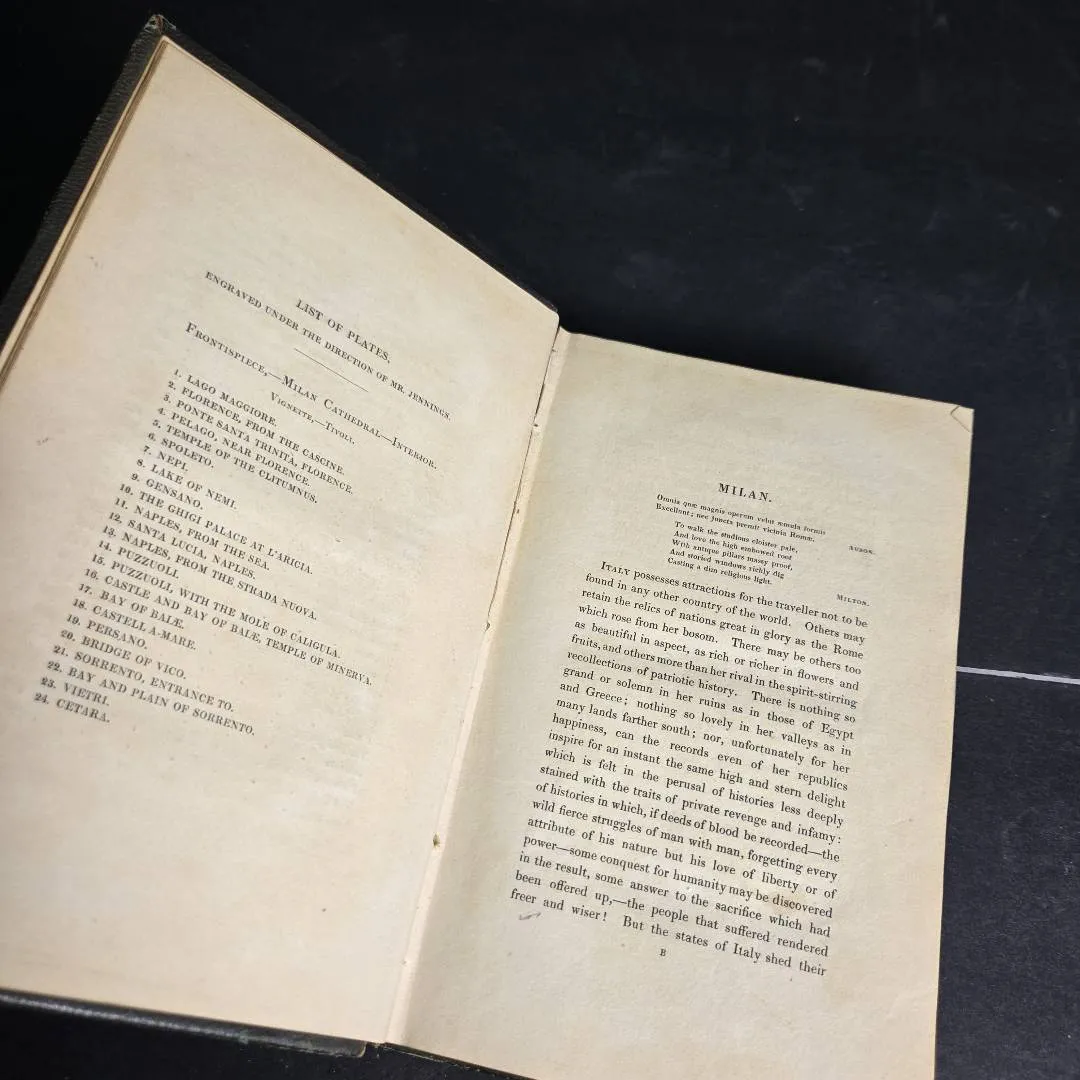 LIST OF PLATES,
ENGRAVED UNDER THE DIRECTION OF MR. JENNINGS.
FRONTISPIECE,—MILAN CATHEDRAL—INTERIOR.
VIGNETTE,—TIVOLI.
1. LAGO MAGGIORE.
2. FLORENCE, FROM THE CASCINE.
3. PONTE SANTA TRINITÀ, FLORENCE.
4. PELAGO, NEAR FLORENCE.
5. TEMPLE OF THE CLITUMNUS.
6. SPOLETO.
7. NEPI.
8. LAKE OF NEMI.
9. GENSANO.
10. THE GHIGI PALACE AT L'ARICIA.
11. NAPLES, FROM THE SEA.
12. SANTA LUCIA, NAPLES.
13. NAPLES, FROM THE STRADA NUOVA.
14. PUZZUOLI.
15. PUZZUOLI, WITH THE MOLE OF CALIGULA.
16. CASTLE AND BAY OF BALÆ, TEMPLE OF MINERVA.
17. BAY OF BALÆ.
18. CASTELL A-MARE.
19. PERSANO.
20. BRIDGE OF VICO.
21. SORRENTO, ENTRANCE TO.
22. BAY AND PLAIN OF SORRENTO.
23. VIETRI.
24. CETARA.
MILAN.
Omnia quæ magnis operum velut æmula formis
Excellunt; nec juncta premit vicinia Romæ.
AUSON.
To walk the studious cloister pale,
And love the high embowed roof
With antique pillars massy proof,
And storied windows richly dig
Casting a dim religious light.
MILTON.
ITALY possesses attractions for the traveller not to be
found in any other country of the world. Others may
retain the relics of nations great in glory as the Rome
which rose from her bosom. There may be others too
as beautiful in aspect, as rich or richer in flowers and
fruits, and others more than her rival in the spirit-stirring
recollections of patriotic history. There is nothing so
grand or solemn in her ruins as in those of Egypt
and Greece; nothing so lovely in her valleys as in
many lands farther south; nor, unfortunately for her
happiness, can the records even of her republics
inspire for an instant the same high and stern delight
which is felt in the perusal of histories less deeply
stained with the traits of private revenge and infamy:
of histories in which, if deeds of blood be recorded—the
wild fierce struggles of man with man, forgetting every
attribute of his nature but his love of liberty or of
power—some conquest for humanity may be discovered
in the result, some answer to the sacrifice which had
been offered up,—the people that suffered rendered
freer and wiser! But the states of Italy shed their
B